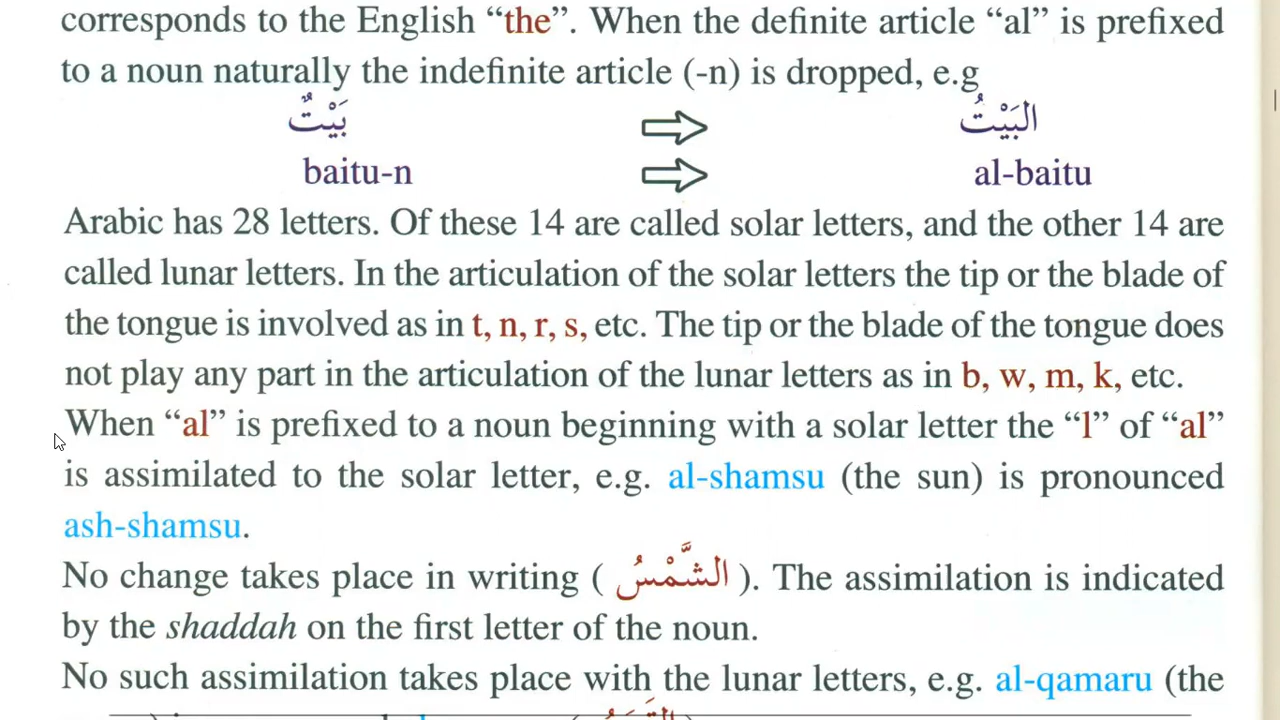 corresponds to the English “the”. When the definite article “al” is prefixed
to a noun naturally the indefinite article (-n) is dropped, e.g
بَيْتٌ ⇨ البَيْتُ
baitu-n ⇨ al-baitu
Arabic has 28 letters. Of these 14 are called solar letters, and the other 14 are
called lunar letters. In the articulation of the solar letters the tip or the blade of
the tongue is involved as in t, n, r, s, etc. The tip or the blade of the tongue does
not play any part in the articulation of the lunar letters as in b, w, m, k, etc.
When “al” is prefixed to a noun beginning with a solar letter the “l” of “al”
is assimilated to the solar letter, e.g. al-shamsu (the sun) is pronounced
ash-shamsu.
No change takes place in writing ( الشَّمْسُ ). The assimilation is indicated
by the shaddah on the first letter of the noun.
No such assimilation takes place with the lunar letters, e.g. al-qamaru (the